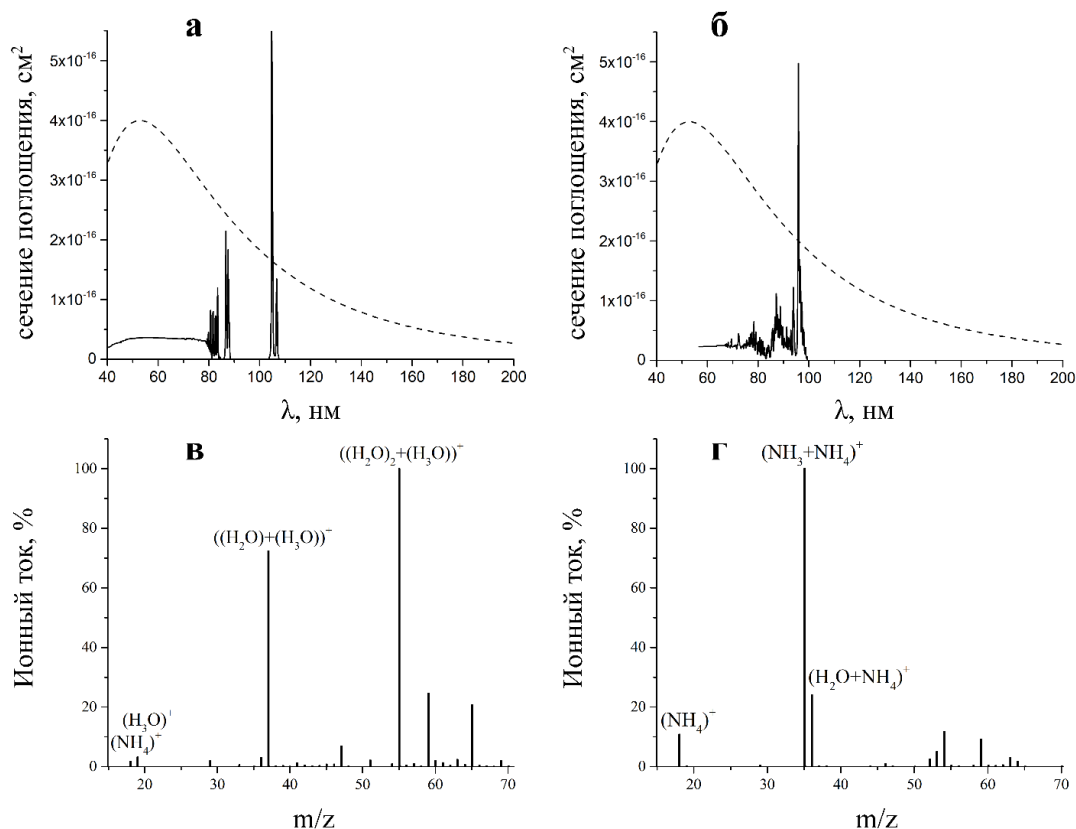 а
сечение поглощения, см²
5x10⁻¹⁶
4x10⁻¹⁶
3x10⁻¹⁶
2x10⁻¹⁶
1x10⁻¹⁶
0
40 60 80 100 120 140 160 180 200
λ, нм
б
сечение поглощения, см²
5x10⁻¹⁶
4x10⁻¹⁶
3x10⁻¹⁶
2x10⁻¹⁶
1x10⁻¹⁶
0
40 60 80 100 120 140 160 180 200
λ, нм
в
Ионный ток, %
100
80
60
40
20
0
((H₂O)₂+(H₃O))⁺
((H₂O)+(H₃O))⁺
(H₃O)⁺
(NH₄)⁺
20 30 40 50 60 70
m/z
г
Ионный ток, %
100
80
60
40
20
0
(NH₃+NH₄)⁺
(H₂O+NH₄)⁺
(NH₄)⁺
20 30 40 50 60 70
m/z